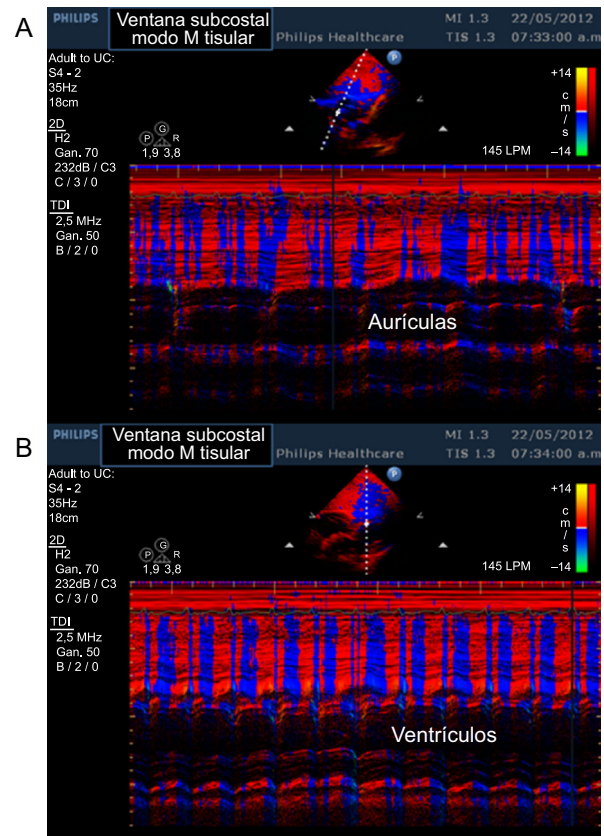 A
PHILIPS
Ventana subcostal
modo M tisular
Philips Healthcare
MI 1.3 22/05/2012
TIS 1.3 07:33:00 a.m
Adult to UC:
S4 - 2
35Hz
18cm
2D
H2
Gan. 70
232dB / C3
C / 3 / 0
TDI
2,5 MHz
Gan. 50
B / 2 / 0
P G R
1,9 3,8
P
145 LPM
+14
c
m
/
s
–14
Aurículas
B
PHILIPS
Ventana subcostal
modo M tisular
Philips Healthcare
MI 1.3 22/05/2012
TIS 1.3 07:34:00 a.m
Adult to UC:
S4 - 2
35Hz
18cm
2D
H2
Gan. 70
232dB / C3
C / 3 / 0
TDI
2,5 MHz
Gan. 50
B / 2 / 0
P G R
1,9 3,8
P
145 LPM
+14
c
m
/
s
–14
Ventrículos